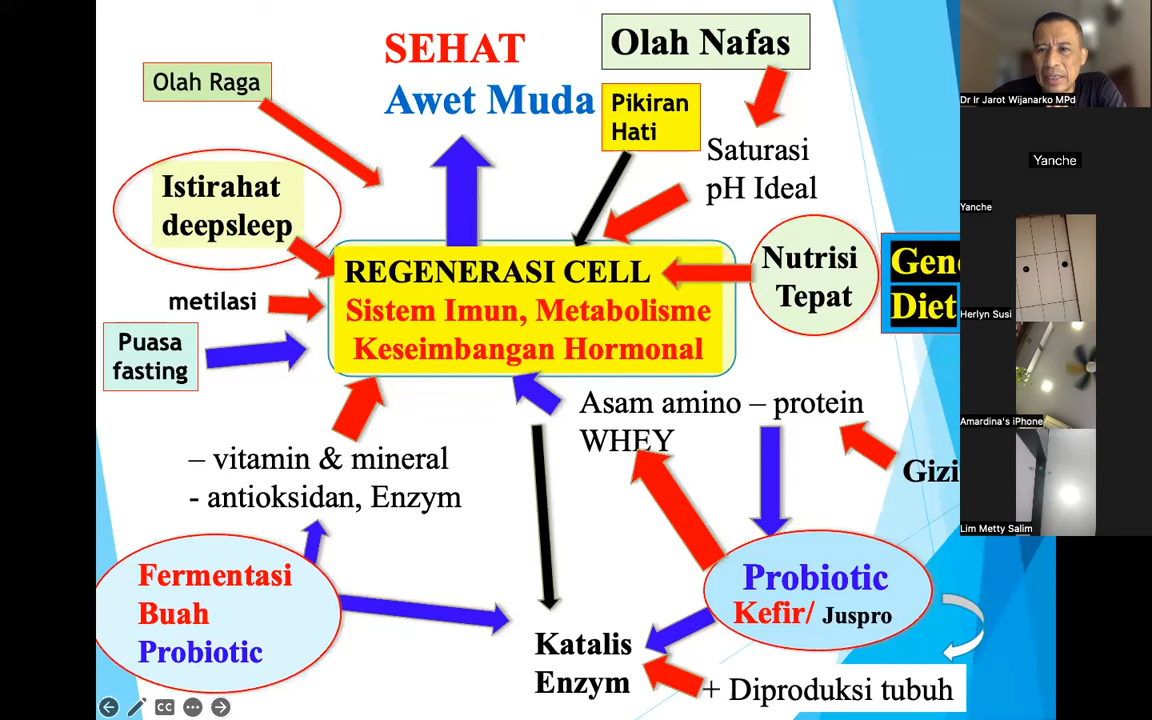 SEHAT
Awet Muda
Olah Nafas
Olah Raga
Pikiran
Hati
Saturasi
pH Ideal
Istirahat
deepsleep
REGENERASI CELL
Sistem Imun, Metabolisme
Keseimbangan Hormonal
Nutrisi
Tepat
Gen
Diet
metilasi
Puasa
fasting
Asam amino – protein
WHEY
Gizi
– vitamin & mineral
- antioksidan, Enzym
Fermentasi
Buah
Probiotic
Probiotic
Kefir/ Juspro
Katalis
Enzym
+ Diproduksi tubuh
CC
Dr Ir Jarot Wijanarko MPd
Yanche
Yanche
Herlyn Susi
Amardina's iPhone
Lim Metty Salim